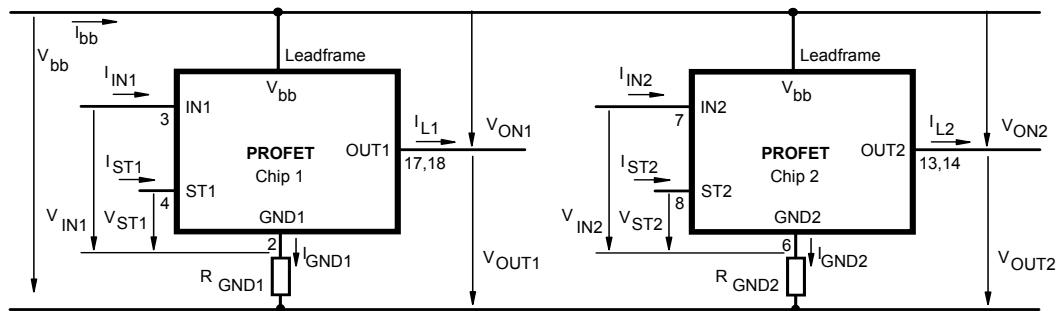 I bb
V bb
Leadframe
I IN1
V bb
3
IN1
I L1
V ON1
PROFET
OUT1
I ST1
Chip 1
17,18
ST1
4
V IN1
V ST1
GND1
2
I GND1
V OUT1
R GND1
Leadframe
I IN2
V bb
7
IN2
I L2
V ON2
PROFET
OUT2
I ST2
Chip 2
13,14
ST2
8
V IN2
V ST2
GND2
6
I GND2
V OUT2
R GND2